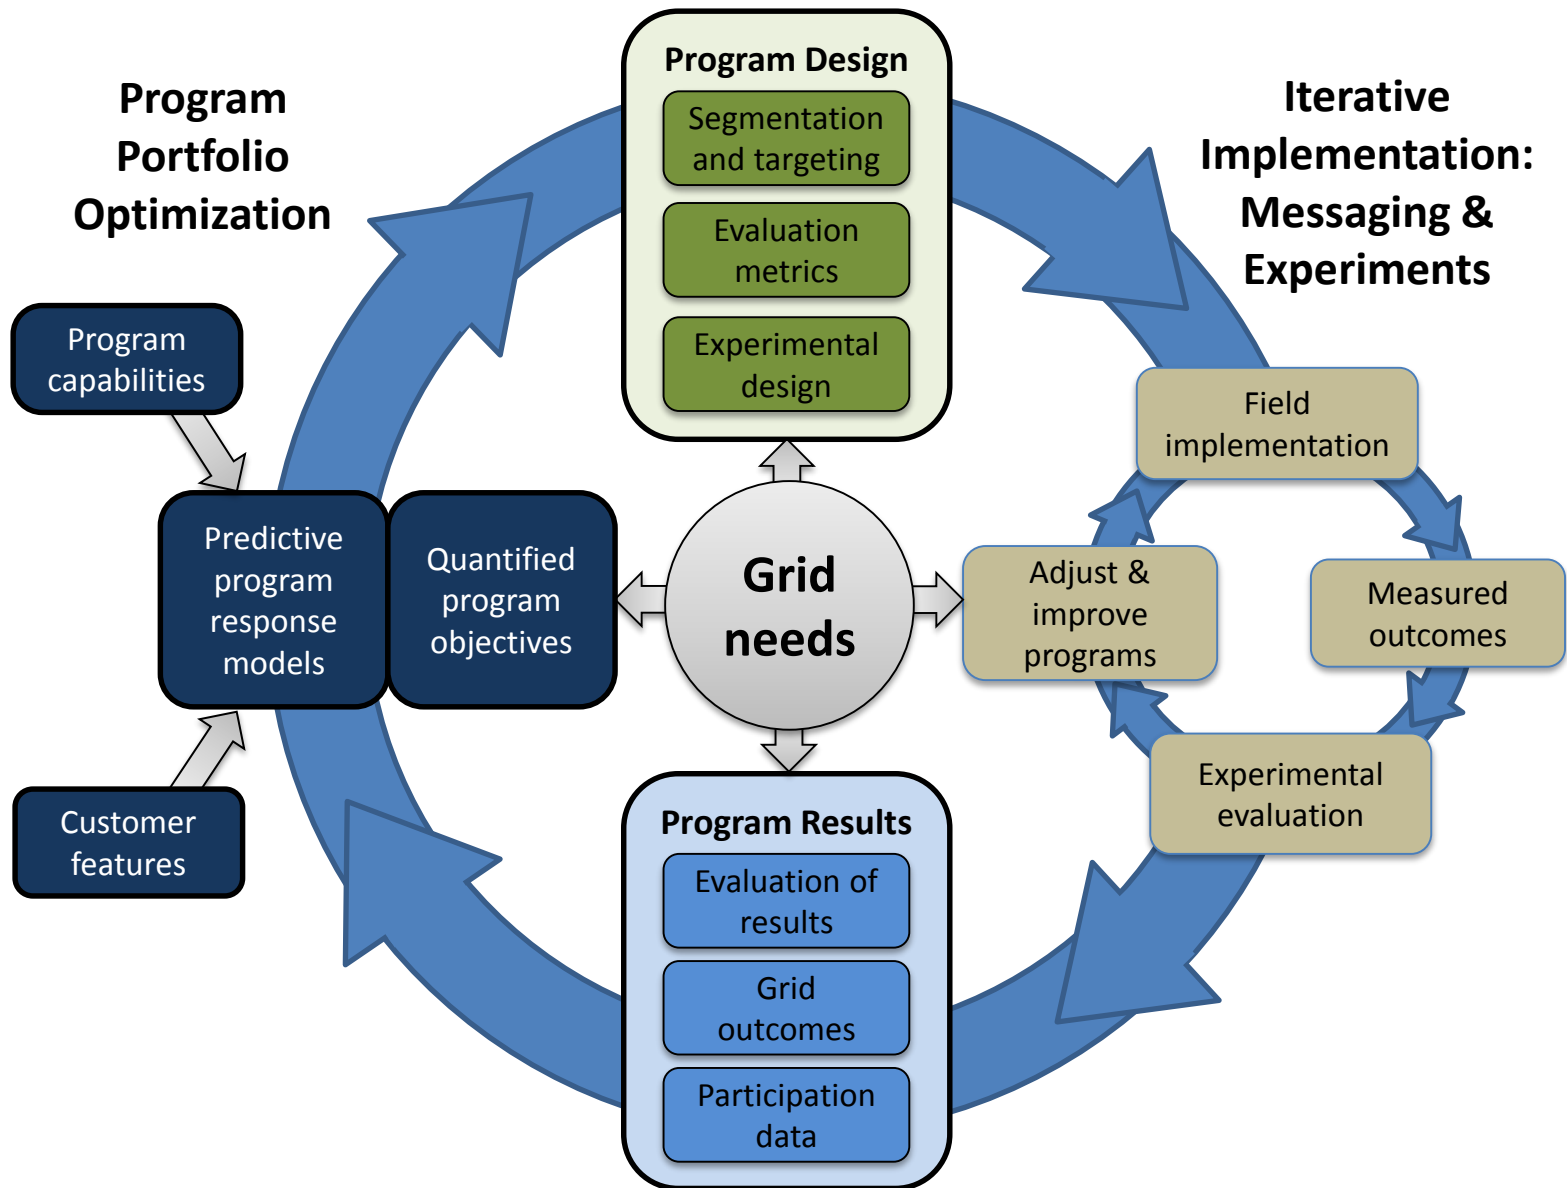 Program
Portfolio
Optimization
Program Design
Segmentation
and targeting
Evaluation
metrics
Experimental
design
Iterative
Implementation:
Messaging &
Experiments
Program
capabilities
Predictive
program
response
models
Quantified
program
objectives
Customer
features
Grid
needs
Field
implementation
Adjust &
improve
programs
Measured
outcomes
Experimental
evaluation
Program Results
Evaluation of
results
Grid
outcomes
Participation
data